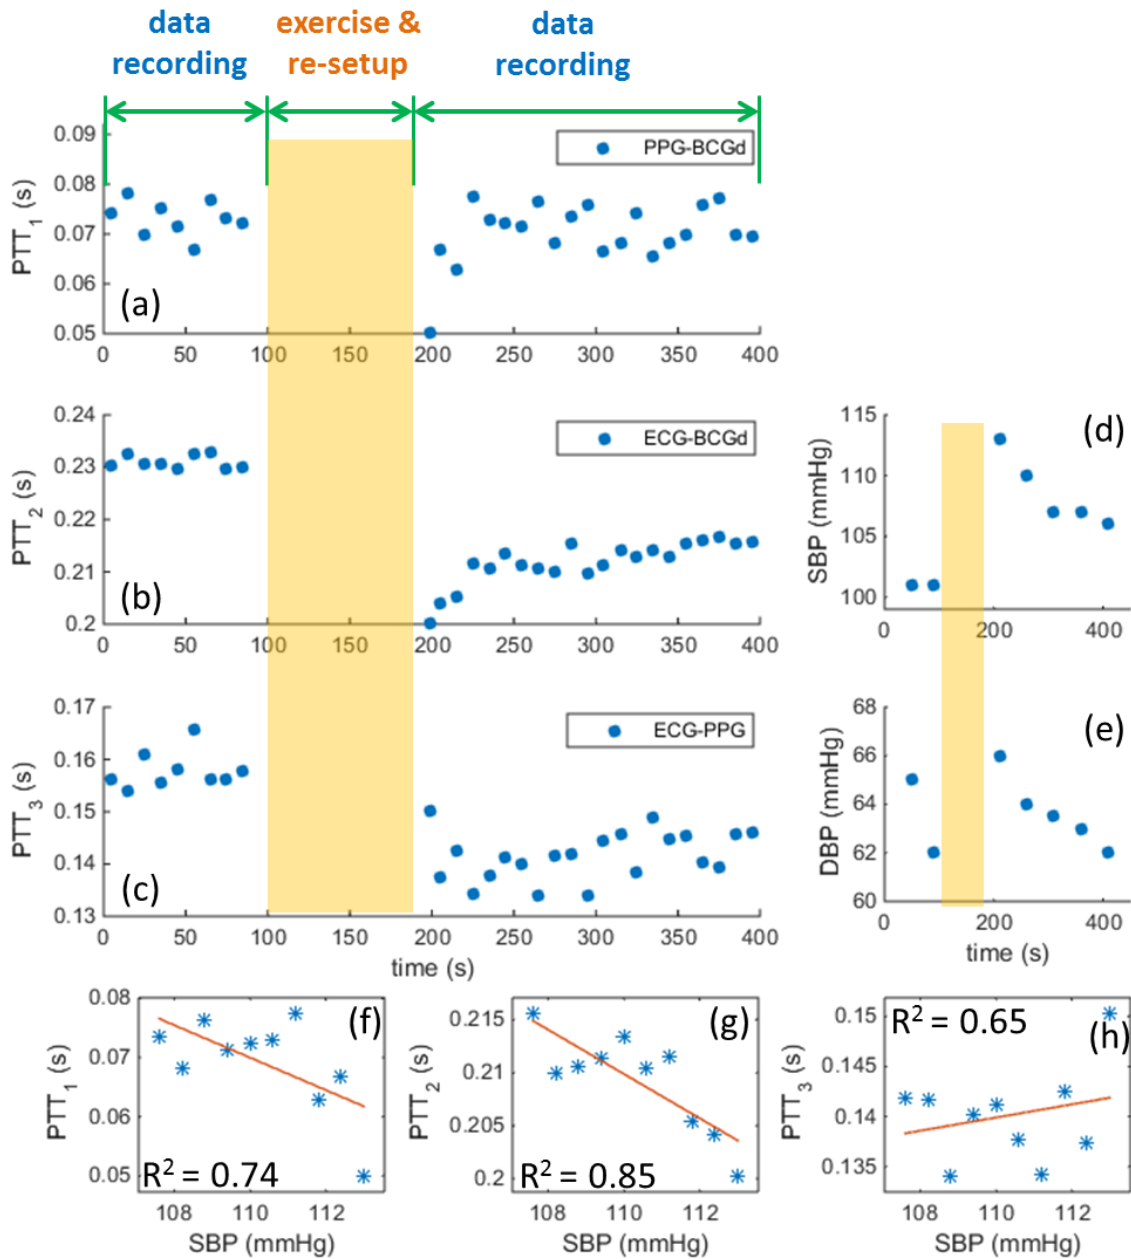 data
recording
exercise &
re-setup
data
recording
0.09
0.08
0.07
0.06
0.05
PTT1 (s)
PPG-BCGd
(a)
0 50 100 150 200 250 300 350 400
0.24
0.23
0.22
0.21
0.2
PTT2 (s)
ECG-BCGd
(b)
0 50 100 150 200 250 300 350 400
0.17
0.16
0.15
0.14
0.13
PTT3 (s)
ECG-PPG
(c)
0 50 100 150 200 250 300 350 400
time (s)
115
110
105
100
SBP (mmHg)
(d)
0 200 400
68
66
64
62
60
DBP (mmHg)
(e)
0 200 400
time (s)
0.08
0.07
0.06
0.05
PTT1 (s)
(f)
R2 = 0.74
108 110 112
SBP (mmHg)
0.215
0.21
0.205
0.2
PTT2 (s)
(g)
R2 = 0.85
108 110 112
SBP (mmHg)
0.15
0.145
0.14
0.135
PTT3 (s)
R2 = 0.65
(h)
108 110 112
SBP (mmHg)